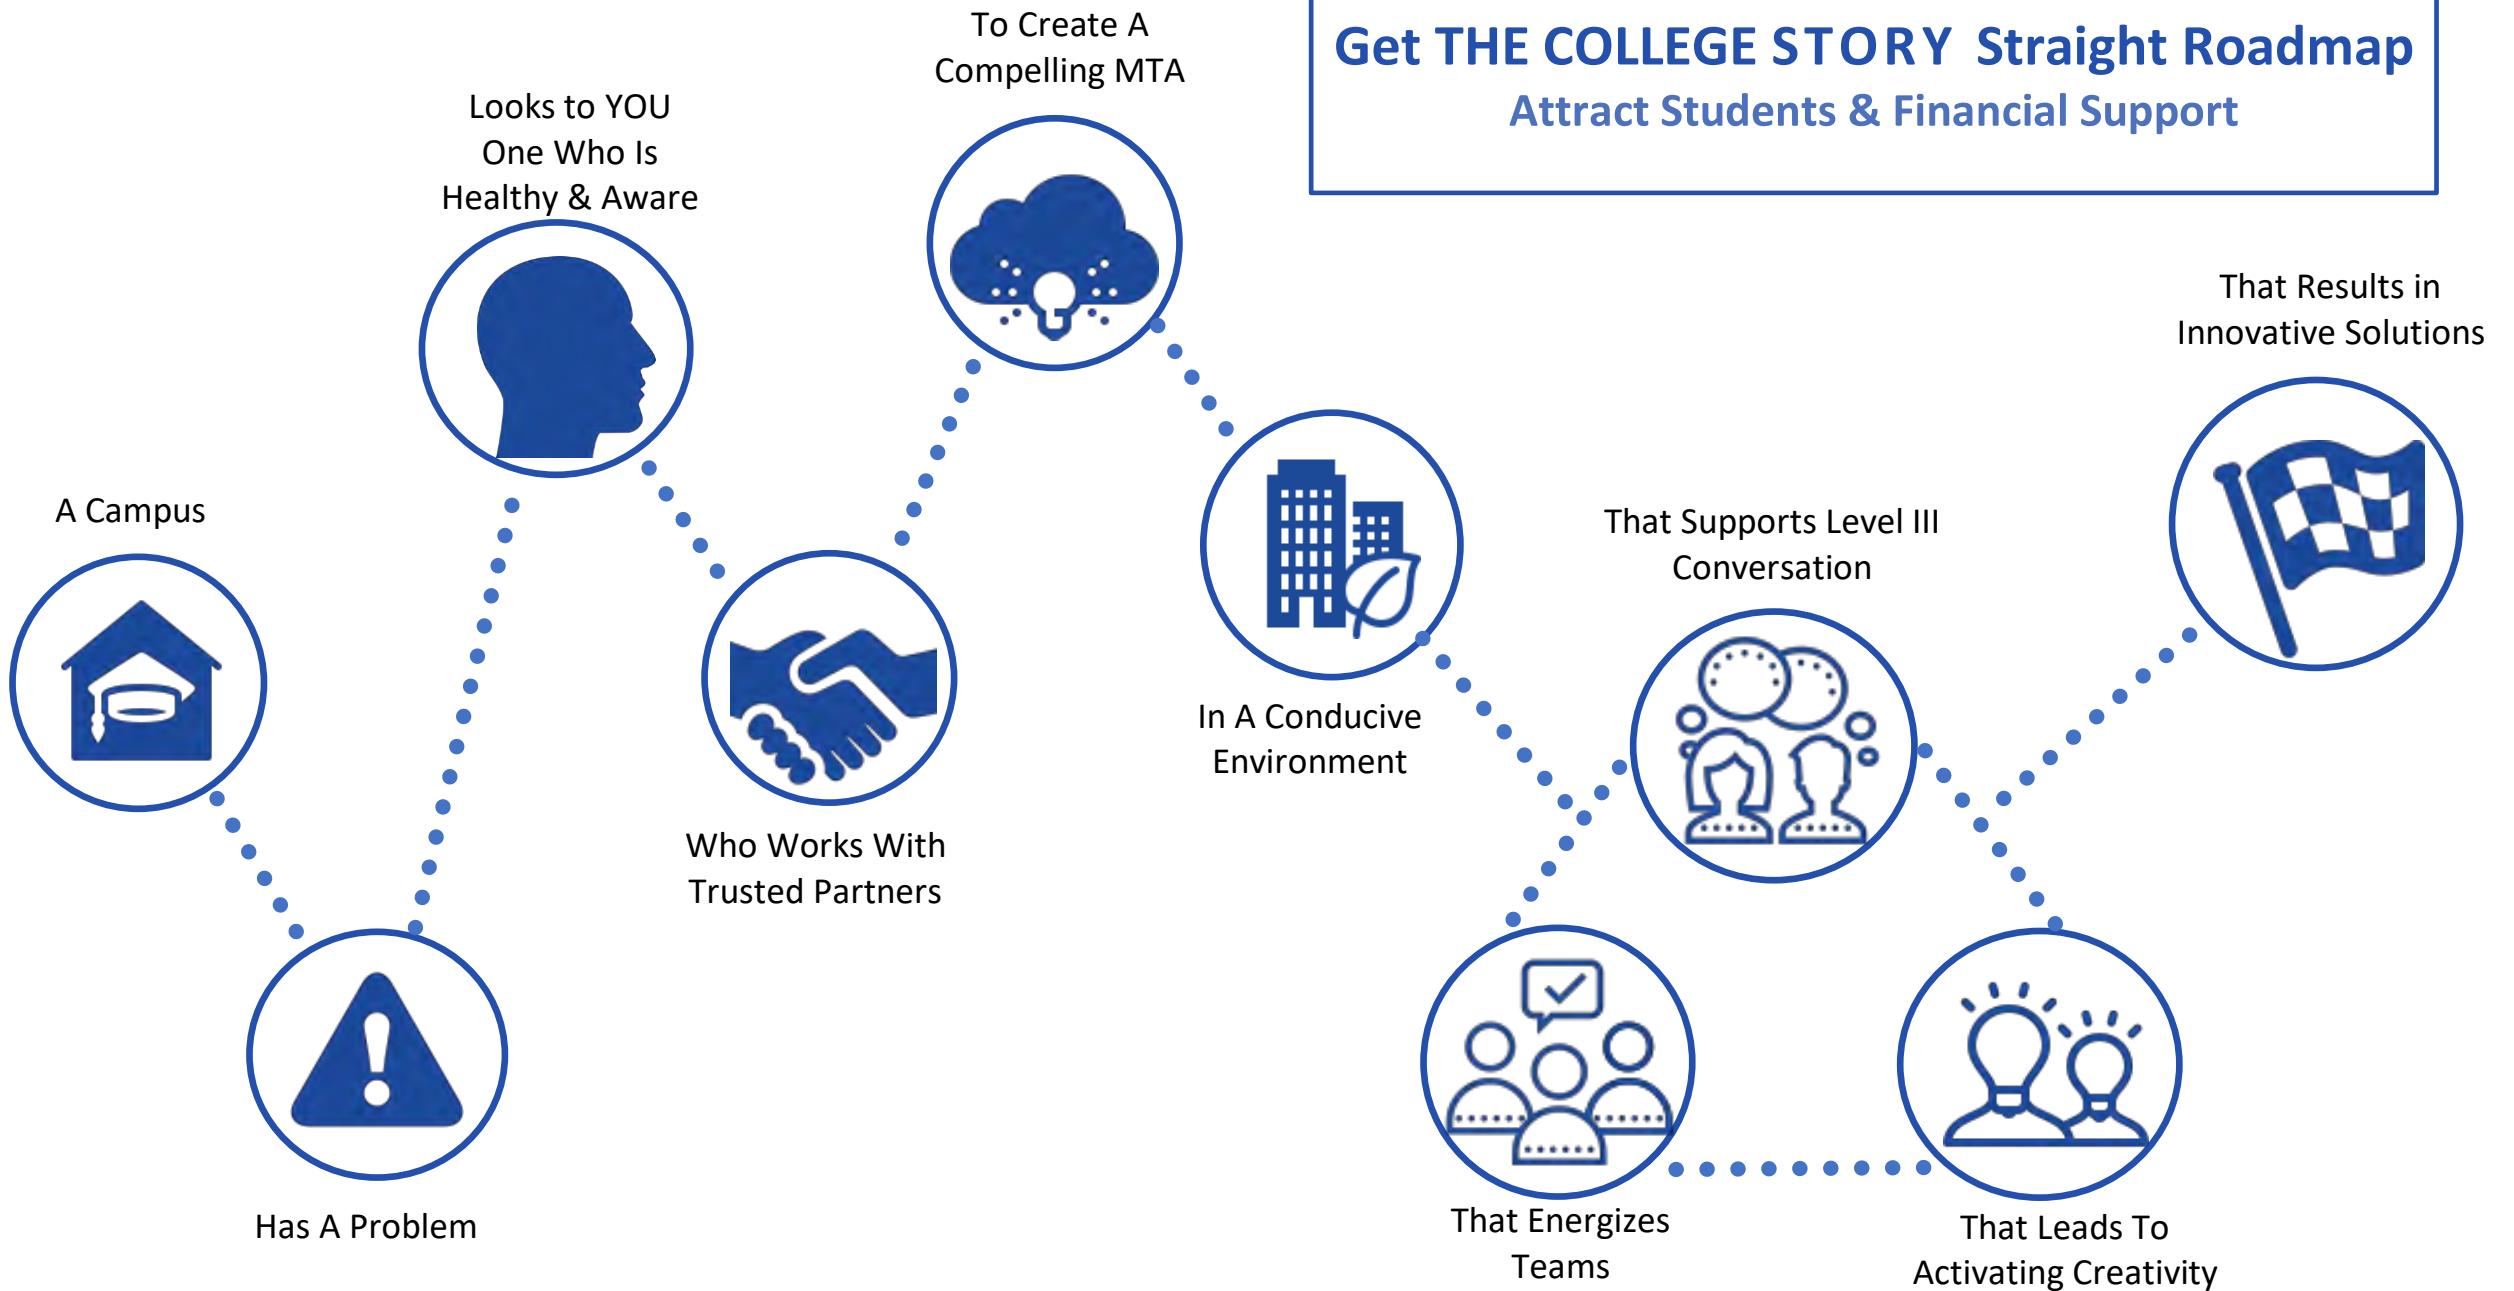 Get THE COLLEGE STORY Straight Roadmap
Attract Students & Financial Support
A Campus
Has A Problem
Looks to YOU
One Who Is
Healthy & Aware
Who Works With
Trusted Partners
To Create A
Compelling MTA
In A Conducive
Environment
That Supports Level III
Conversation
That Energizes
Teams
That Leads To
Activating Creativity
That Results in
Innovative Solutions